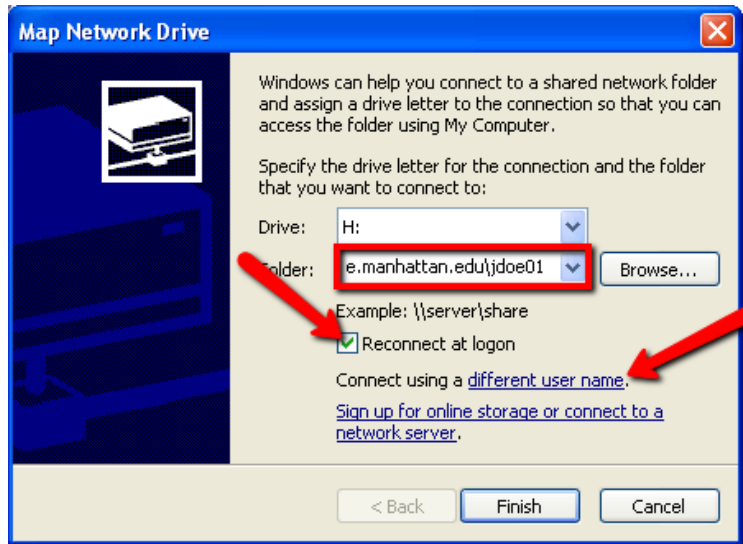 Map Network Drive
Windows can help you connect to a shared network folder
and assign a drive letter to the connection so that you can
access the folder using My Computer.
Specify the drive letter for the connection and the folder
that you want to connect to:
Drive: H:
Folder: e.manhattan.edu\jdoe01 Browse...
Example: \\server\share
Reconnect at logon
Connect using a different user name.
Sign up for online storage or connect to a
network server.
< Back Finish Cancel